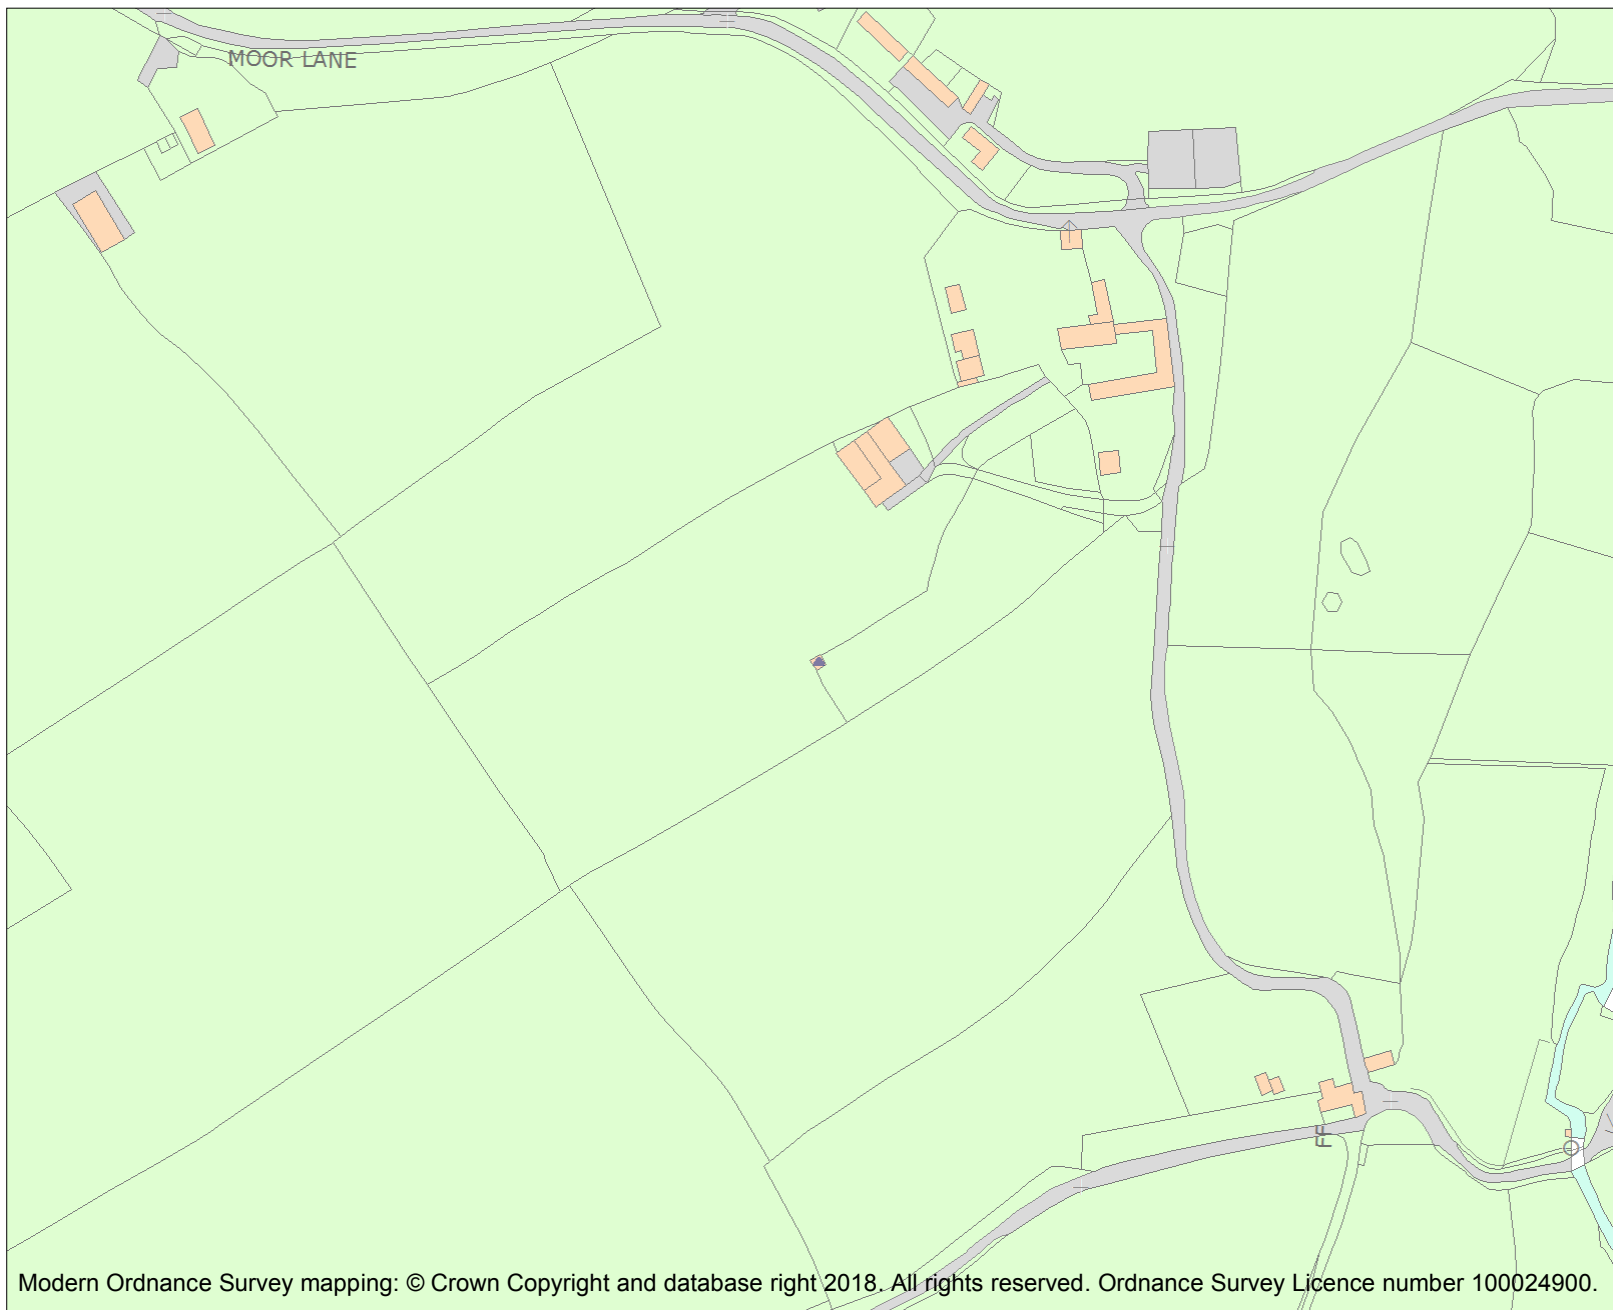 MOOR LANE
FF
Modern Ordnance Survey mapping: © Crown Copyright and database right 2018. All rights reserved. Ordnance Survey Licence number 100024900.